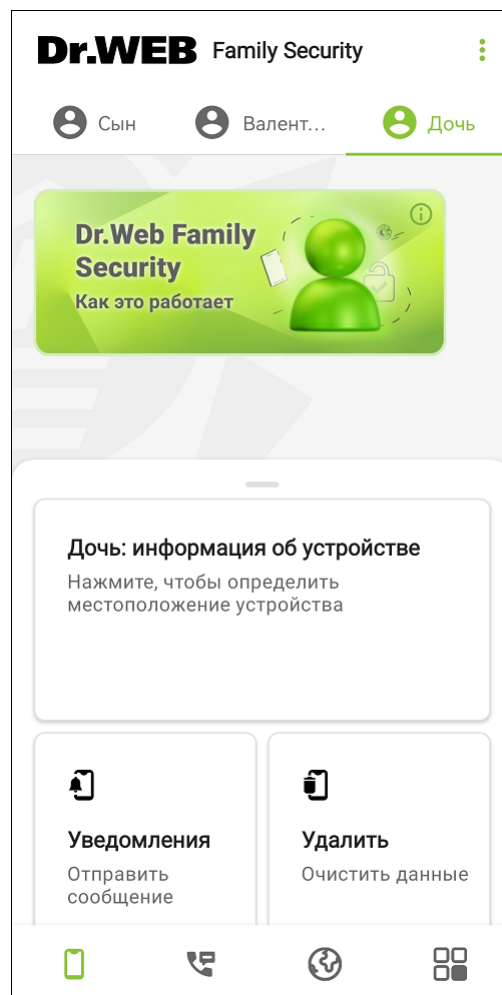 Dr.WEB Family Security
Сын
Валент...
Дочь
Dr.Web Family
Security
Как это работает
Дочь: информация об устройстве
Нажмите, чтобы определить
местоположение устройства
Уведомления
Отправить
сообщение
Удалить
Очистить данные